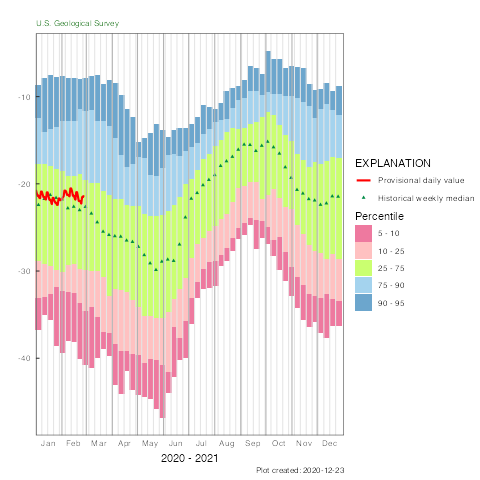 U.S. Geological Survey
-10
-20
-30
-40
Jan Feb Mar Apr May Jun Jul Aug Sep Oct Nov Dec
2020 - 2021
Plot created: 2020-12-23
EXPLANATION
Provisional daily value
Historical weekly median
Percentile
5 - 10
10 - 25
25 - 75
75 - 90
90 - 95